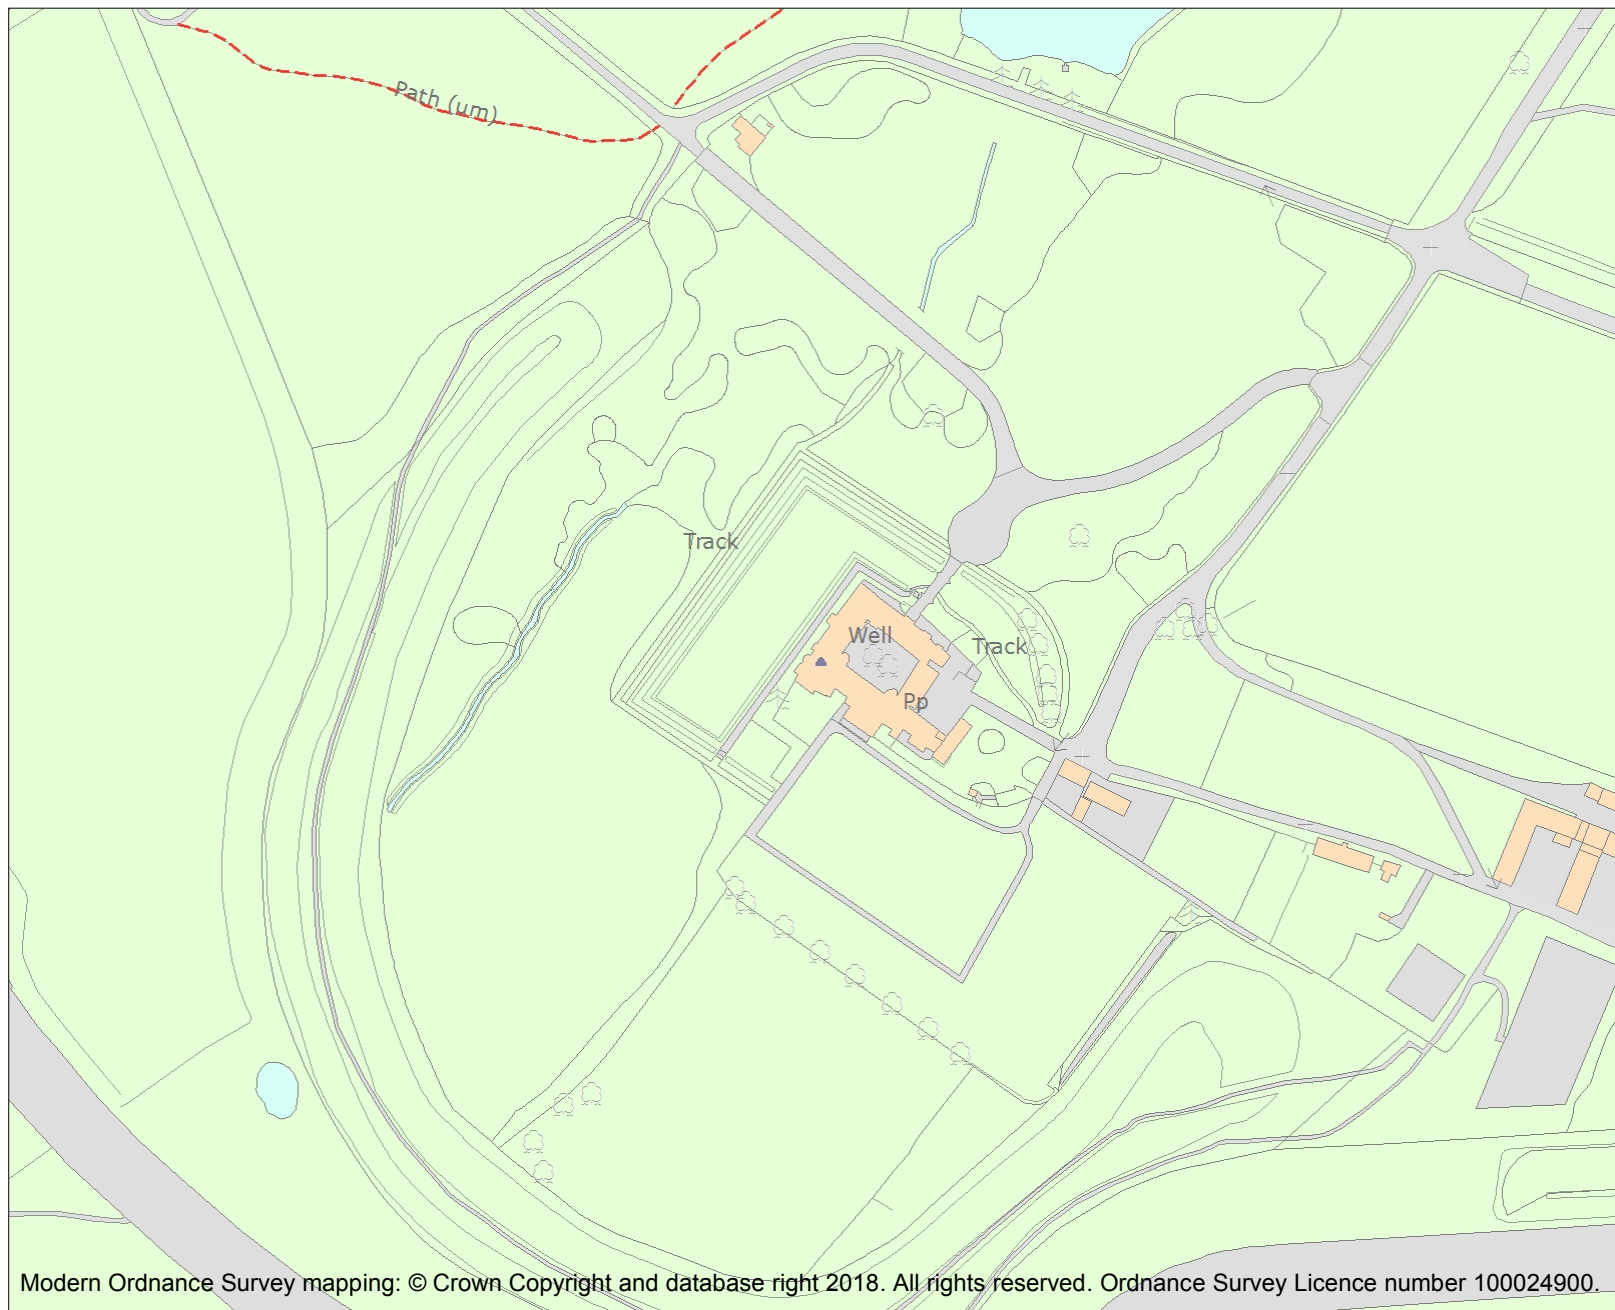 Path (um)
Track
Well
Track
Pp
Modern Ordnance Survey mapping: © Crown Copyright and database right 2018. All rights reserved. Ordnance Survey Licence number 100024900.